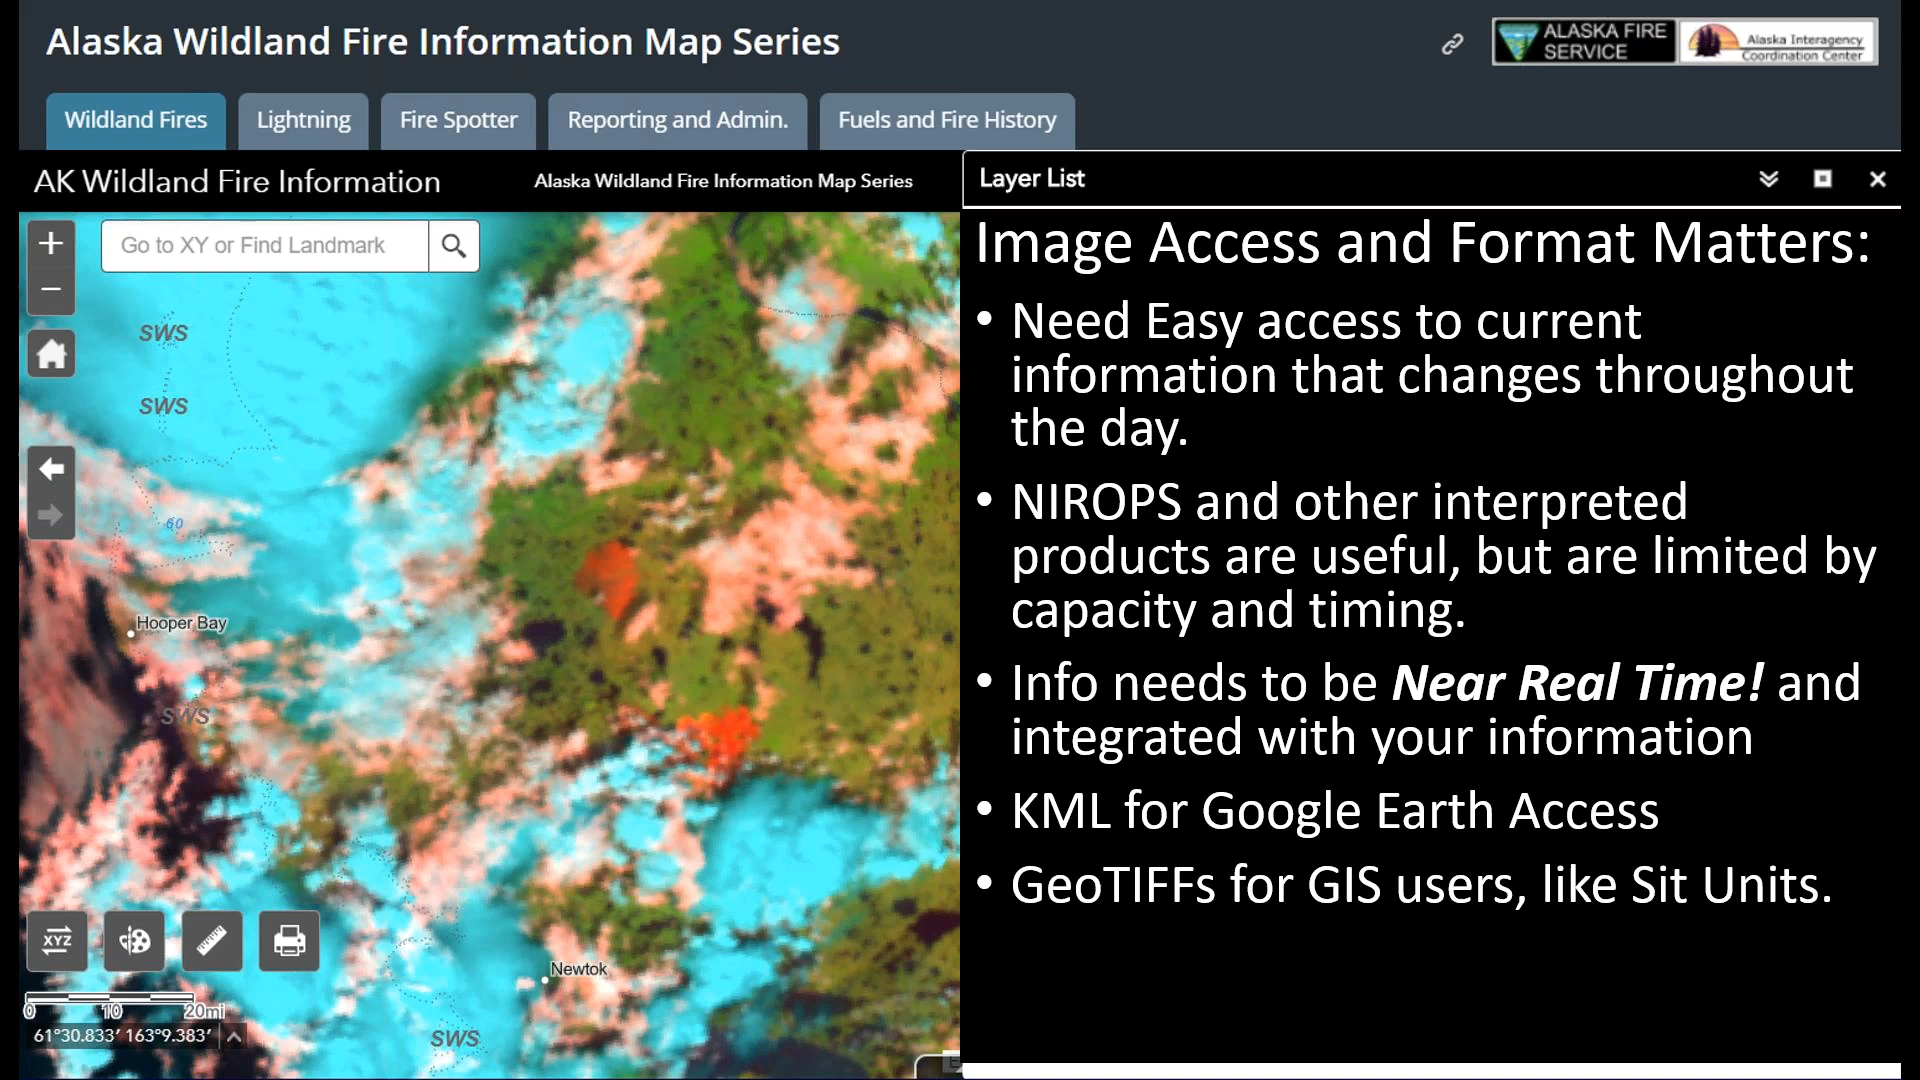 Alaska Wildland Fire Information Map Series
ALASKA FIRE
SERVICE
Alaska Interagency
Coordination Center
Wildland Fires
Lightning
Fire Spotter
Reporting and Admin.
Fuels and Fire History
AK Wildland Fire Information
Alaska Wildland Fire Information Map Series
Layer List
Go to XY or Find Landmark
SWS
SWS
60
Hooper Bay
SWS
Newtok
SWS
XYZ
0 10 20mi
61°30.833′ 163°9.383′
Image Access and Format Matters:
• Need Easy access to current
information that changes throughout
the day.
• NIROPS and other interpreted
products are useful, but are limited by
capacity and timing.
• Info needs to be Near Real Time! and
integrated with your information
• KML for Google Earth Access
• GeoTIFFs for GIS users, like Sit Units.